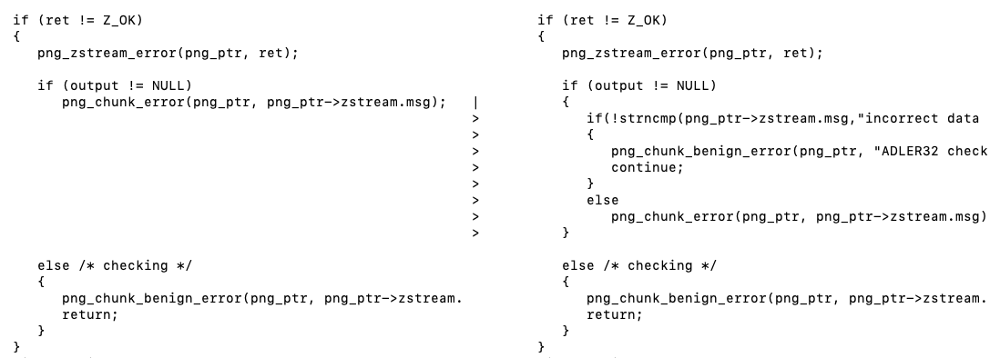 if (ret != Z_OK)
{
   png_zstream_error(png_ptr, ret);

   if (output != NULL)
      png_chunk_error(png_ptr, png_ptr->zstream.msg);   |
>
>
>
>
>
>
>
>

   else /* checking */
   {
      png_chunk_benign_error(png_ptr, png_ptr->zstream.
      return;
   }
}
if (ret != Z_OK)
{
   png_zstream_error(png_ptr, ret);

   if (output != NULL)
   {
      if(!strncmp(png_ptr->zstream.msg,"incorrect data
      {
         png_chunk_benign_error(png_ptr, "ADLER32 check
         continue;
      }
      else
         png_chunk_error(png_ptr, png_ptr->zstream.msg)
   }

   else /* checking */
   {
      png_chunk_benign_error(png_ptr, png_ptr->zstream.
      return;
   }
}